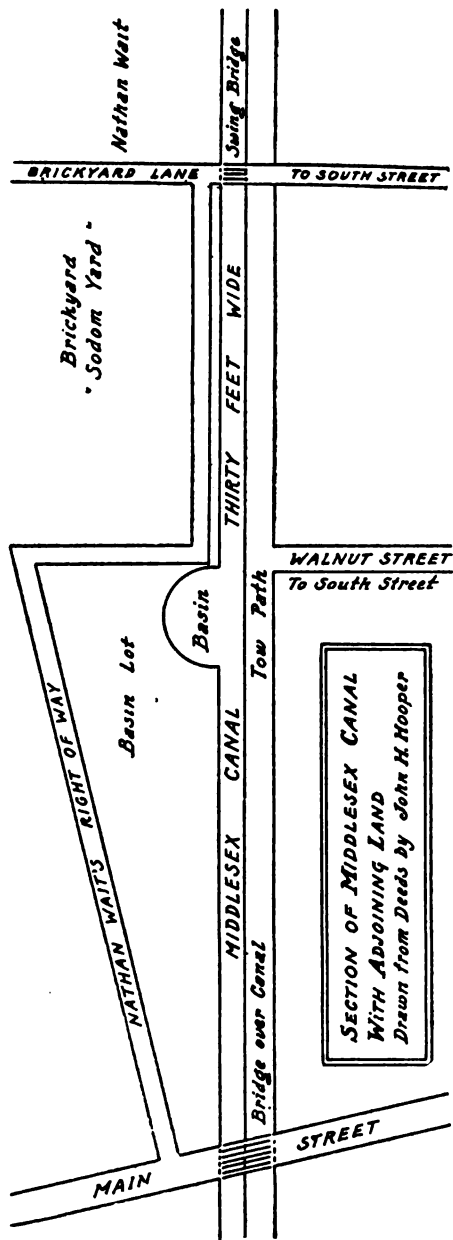 Nathan Wait
Swing Bridge
BRICKYARD LANE
TO SOUTH STREET
Brickyard
"Sodom Yard"
MIDDLESEX CANAL THIRTY FEET WIDE
WALNUT STREET
To South Street
Basin
Tow Path
Basin Lot
NATHAN WAIT'S RIGHT OF WAY
Bridge over Canal
MAIN STREET
SECTION OF MIDDLESEX CANAL
WITH ADJOINING LAND
Drawn from Deeds by John H. Hooper